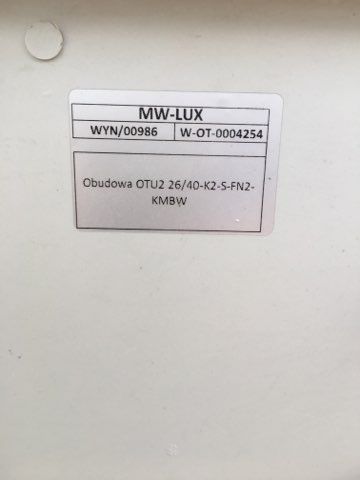 MW-LUX
WYN/00986 W-OT-0004254
Obudowa OTU2 26/40-K2-S-FN2-
KMBW